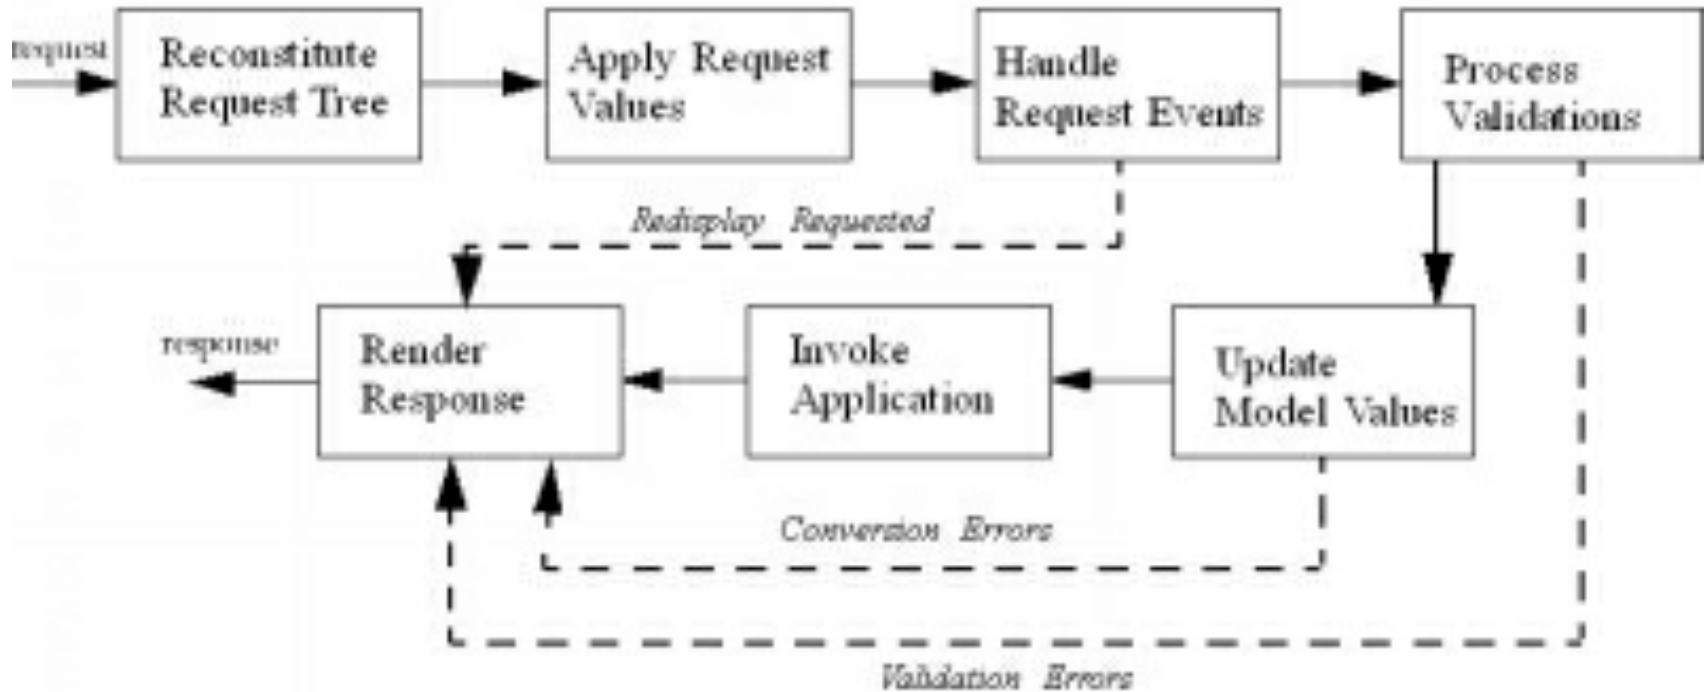 request
Reconstitute
Request Tree
Apply Request
Values
Handle
Request Events
Process
Validations
Redisplay Requested
response
Render
Response
Invoke
Application
Update
Model Values
Conversion Errors
Validation Errors